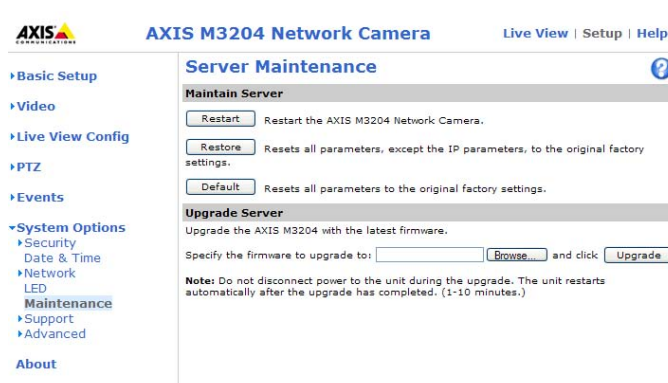 AXIS
COMMUNICATIONS
AXIS M3204 Network Camera
Live View | Setup | Help
Basic Setup
Video
Live View Config
PTZ
Events
System Options
Security
Date & Time
Network
LED
Maintenance
Support
Advanced
About
Server Maintenance
?
Maintain Server
Restart Restart the AXIS M3204 Network Camera.
Restore Resets all parameters, except the IP parameters, to the original factory
settings.
Default Resets all parameters to the original factory settings.
Upgrade Server
Upgrade the AXIS M3204 with the latest firmware.
Specify the firmware to upgrade to: Browse... and click Upgrade
Note: Do not disconnect power to the unit during the upgrade. The unit restarts
automatically after the upgrade has completed. (1-10 minutes.)